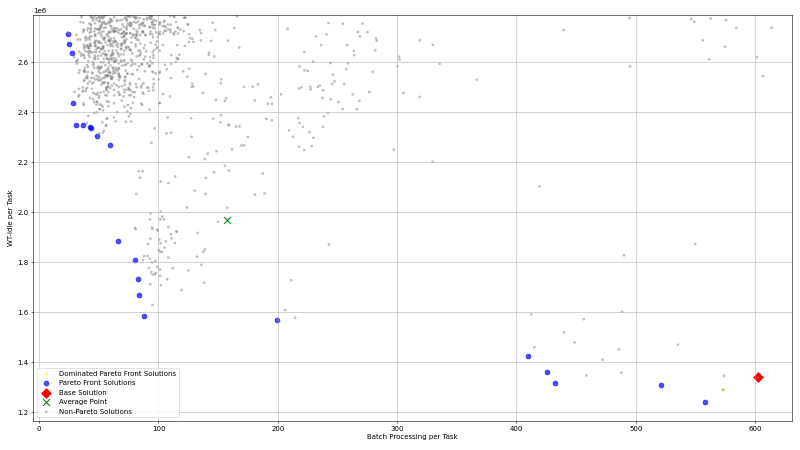 1e6
2.6
2.4
2.2
2.0
1.8
1.6
1.4
1.2
WT-Idle per Task
Dominated Pareto Front Solutions
Pareto Front Solutions
Base Solution
Average Point
Non-Pareto Solutions
0 100 200 300 400 500 600
Batch Processing per Task